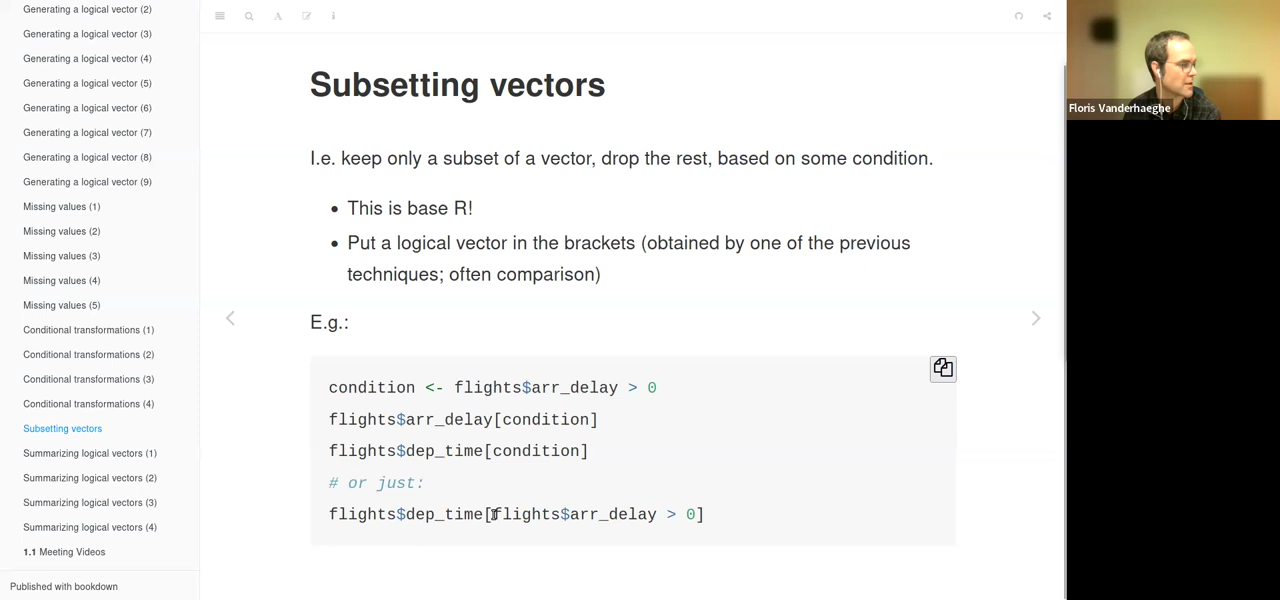 Generating a logical vector (2)
Generating a logical vector (3)
Generating a logical vector (4)
Generating a logical vector (5)
Generating a logical vector (6)
Generating a logical vector (7)
Generating a logical vector (8)
Generating a logical vector (9)
Missing values (1)
Missing values (2)
Missing values (3)
Missing values (4)
Missing values (5)
Conditional transformations (1)
Conditional transformations (2)
Conditional transformations (3)
Conditional transformations (4)
Subsetting vectors
Summarizing logical vectors (1)
Summarizing logical vectors (2)
Summarizing logical vectors (3)
Summarizing logical vectors (4)
1.1 Meeting Videos
Published with bookdown
Subsetting vectors
I.e. keep only a subset of a vector, drop the rest, based on some condition.
• This is base R!
• Put a logical vector in the brackets (obtained by one of the previous
techniques; often comparison)
E.g.:
condition <- flights$arr_delay > 0
flights$arr_delay[condition]
flights$dep_time[condition]
# or just:
flights$dep_time[flights$arr_delay > 0]
Floris Vanderhaeghe